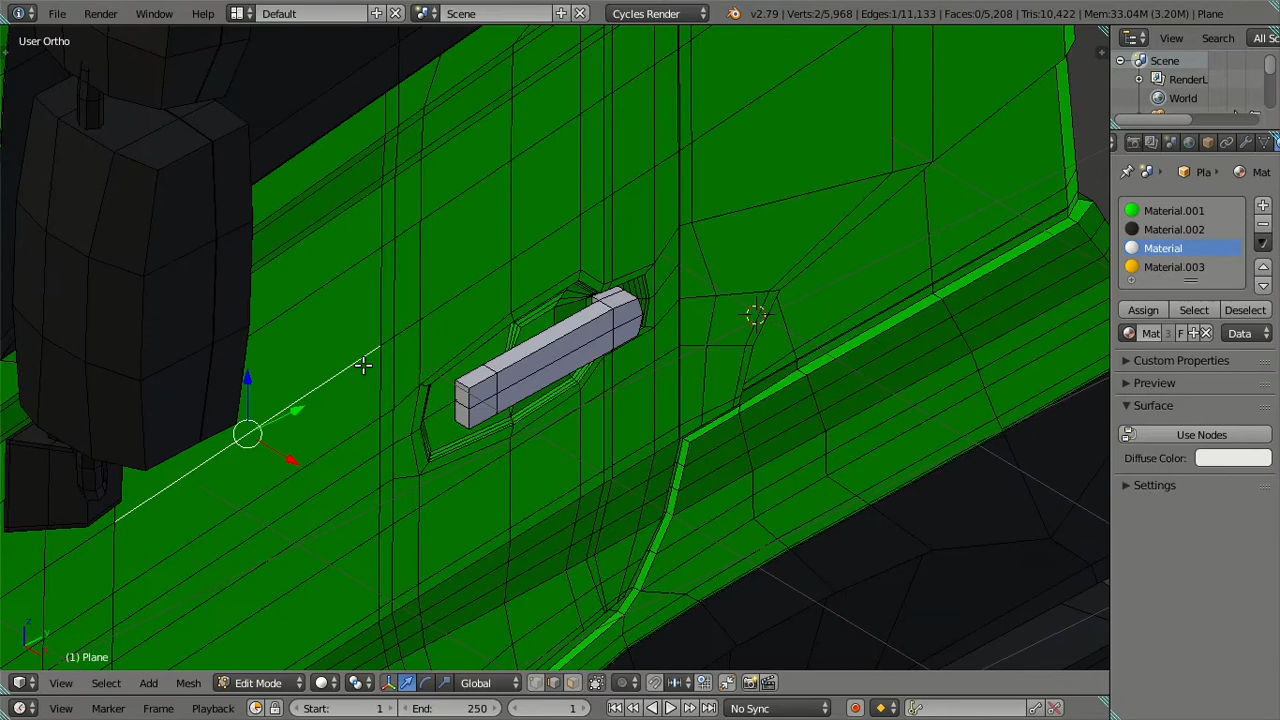 File Render Window Help Default Scene Cycles Render v2.79 | Verts:2/5,968 | Edges:1/11,133 | Faces:0/5,208 | Tris:10,422 | Mem:33.04M (3.20M) | Plane
User Ortho
View Search All Sc
Scene
RenderL
World
Pla Mat
Material.001
Material.002
Material
Material.003
Assign Select Deselect
Mat 3 F Data
Custom Properties
Preview
Surface
Use Nodes
Diffuse Color:
Settings
z
y
(1) Plane
View Select Add Mesh Edit Mode Global
View Marker Frame Playback Start: 1 End: 250 1 No Sync